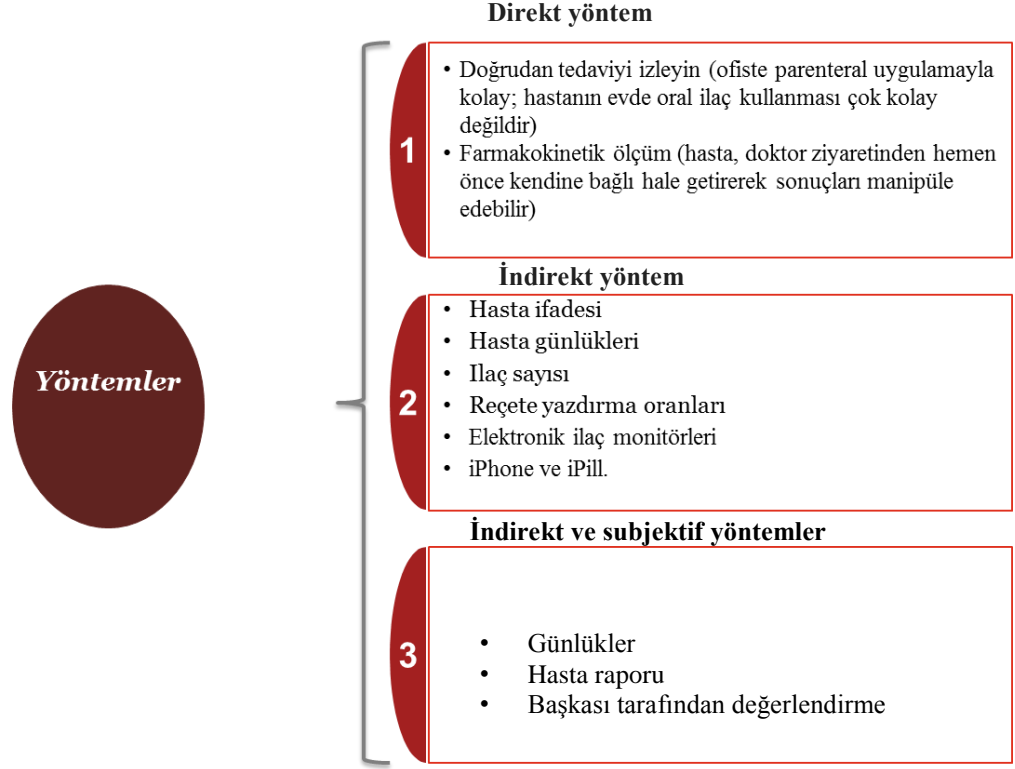 Direkt yöntem
• Doğrudan tedaviyi izleyin (ofiste parenteral uygulamayla
kolay; hastanın evde oral ilaç kullanması çok kolay
değildir)
1
• Farmakokinetik ölçüm (hasta, doktor ziyaretinden hemen
önce kendine bağlı hale getirerek sonuçları manipüle
edebilir)
Yöntemler
İndirekt yöntem
• Hasta ifadesi
• Hasta günlükleri
• Ilaç sayısı
2
• Reçete yazdırma oranları
• Elektronik ilaç monitörleri
• iPhone ve iPill.
İndirekt ve subjektif yöntemler
3
• Günlükler
• Hasta raporu
• Başkası tarafından değerlendirme